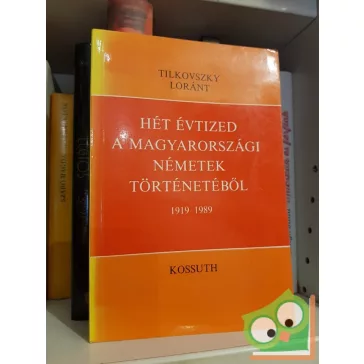 TILKOVSZKY
LORÁNT
HÉT ÉVTIZED
A MAGYARORSZÁGI
NÉMETEK
TÖRTÉNETÉBŐL
1919–1989
KOSSUTH